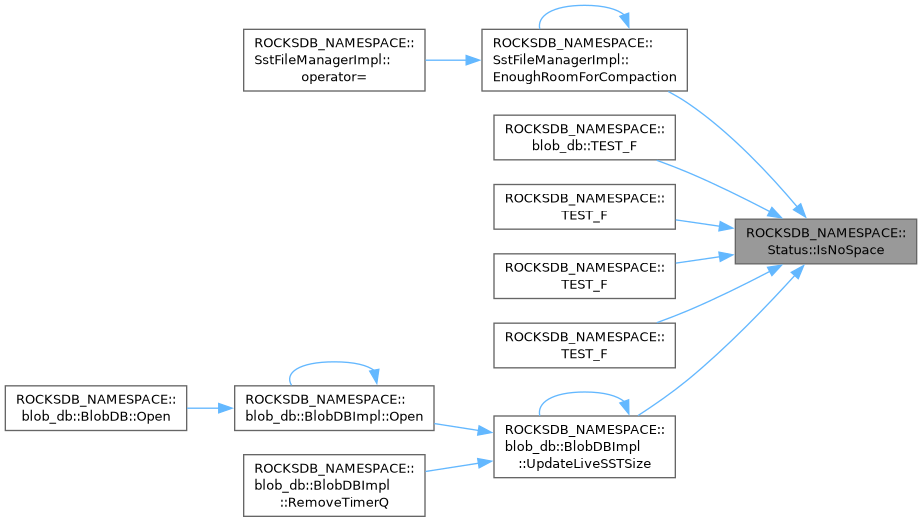 ROCKSDB_NAMESPACE::
SstFileManagerImpl::
operator=
ROCKSDB_NAMESPACE::
SstFileManagerImpl::
EnoughRoomForCompaction
ROCKSDB_NAMESPACE::
blob_db::TEST_F
ROCKSDB_NAMESPACE::
TEST_F
ROCKSDB_NAMESPACE::
Status::IsNoSpace
ROCKSDB_NAMESPACE::
TEST_F
ROCKSDB_NAMESPACE::
TEST_F
ROCKSDB_NAMESPACE::
blob_db::BlobDB::Open
ROCKSDB_NAMESPACE::
blob_db::BlobDBImpl::Open
ROCKSDB_NAMESPACE::
blob_db::BlobDBImpl
::UpdateLiveSSTSize
ROCKSDB_NAMESPACE::
blob_db::BlobDBImpl
::RemoveTimerQ